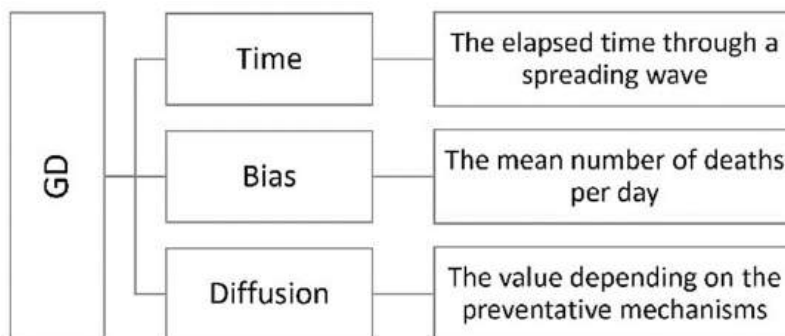 GD
Time
The elapsed time through a
spreading wave
Bias
The mean number of deaths
per day
Diffusion
The value depending on the
preventative mechanisms